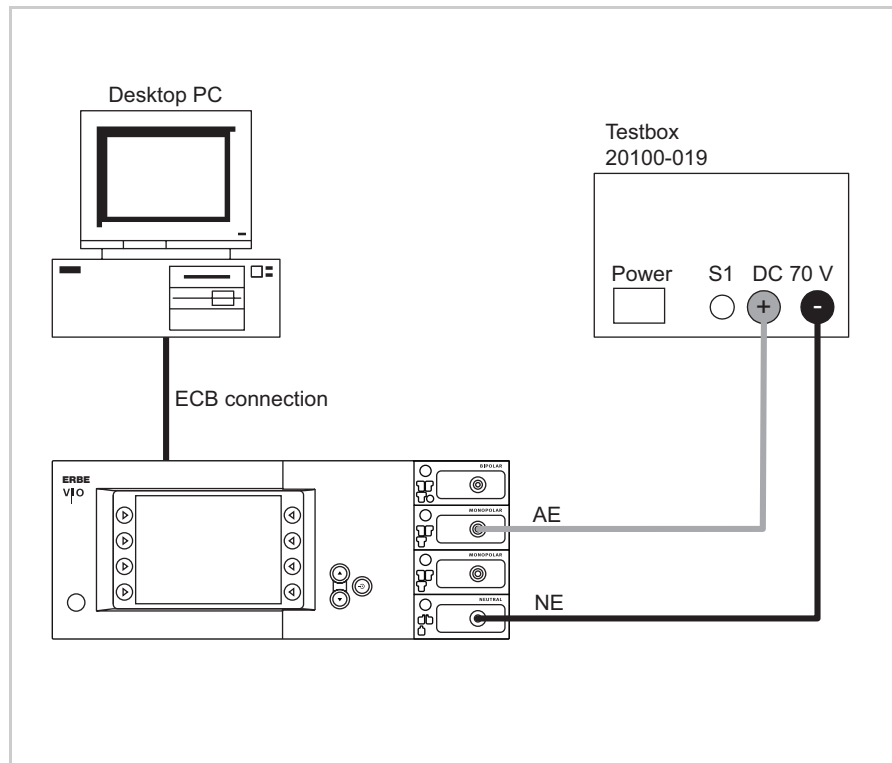 Desktop PC
Testbox
20100-019
Power
S1
DC 70 V
+
-
ECB connection
ERBE
VIO
BIPOLAR
MONOPOLAR
AE
MONOPOLAR
NEUTRAL
NE